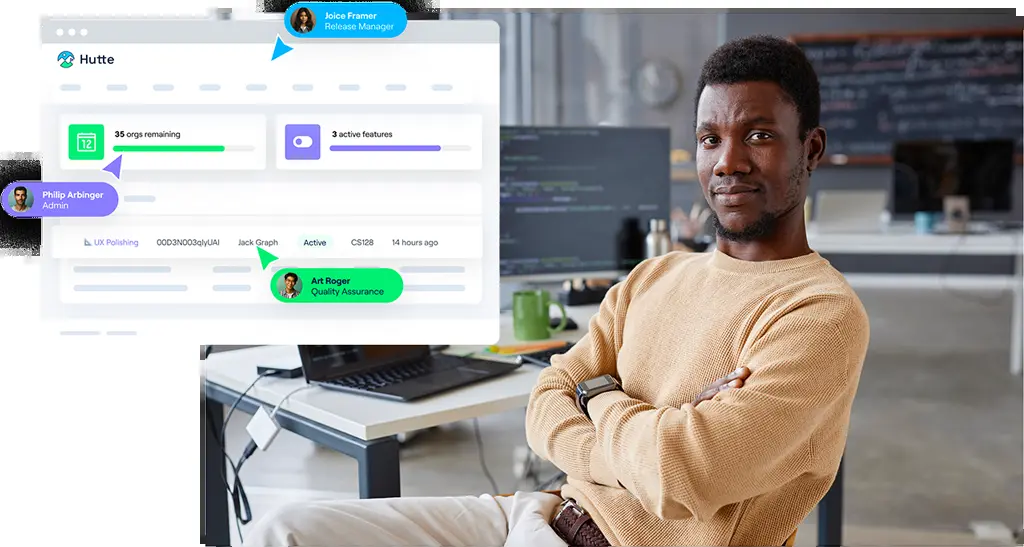 Joice Framer
Release Manager
Hutte
12
35 orgs remaining
3 active features
Philip Arbinger
Admin
UX Polishing 00D3N003qIyUAI Jack Graph Active CS128 14 hours ago
Art Roger
Quality Assurance